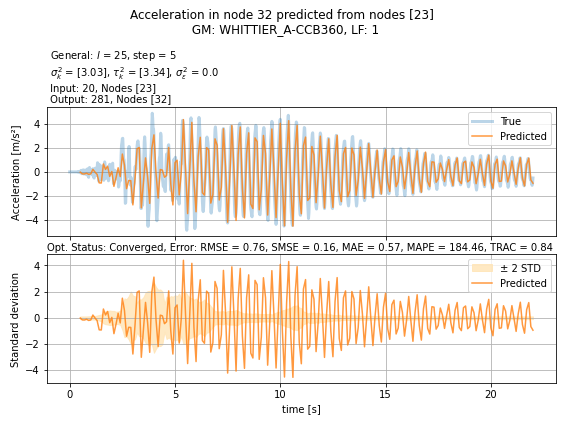 Acceleration in node 32 predicted from nodes [23]
GM: WHITTIER_A-CCB360, LF: 1
General: l = 25, step = 5
σ²ₖ = [3.03], τ²ₖ = [3.34], σ²ε = 0.0
Input: 20, Nodes [23]
Output: 281, Nodes [32]
Acceleration [m/s²]
4
2
0
−2
−4
True
Predicted
Opt. Status: Converged, Error: RMSE = 0.76, SMSE = 0.16, MAE = 0.57, MAPE = 184.46, TRAC = 0.84
Standard deviation
4
2
0
−2
−4
± 2 STD
Predicted
0 5 10 15 20
time [s]